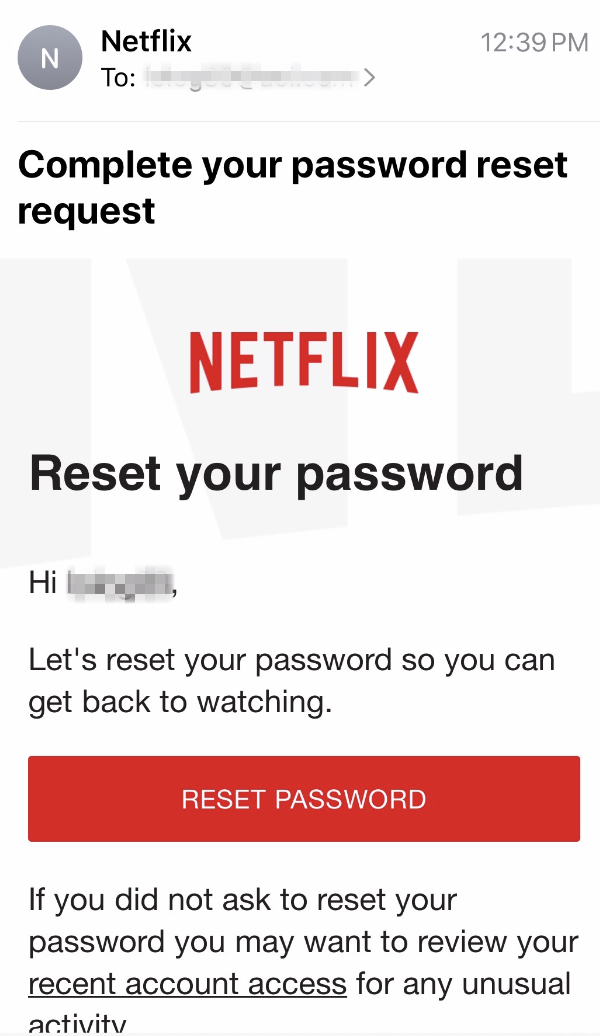 N
Netflix
12:39 PM
To:
Complete your password reset
request
NETFLIX
Reset your password
Hi
Let's reset your password so you can
get back to watching.
RESET PASSWORD
If you did not ask to reset your
password you may want to review your
recent account access for any unusual
activity